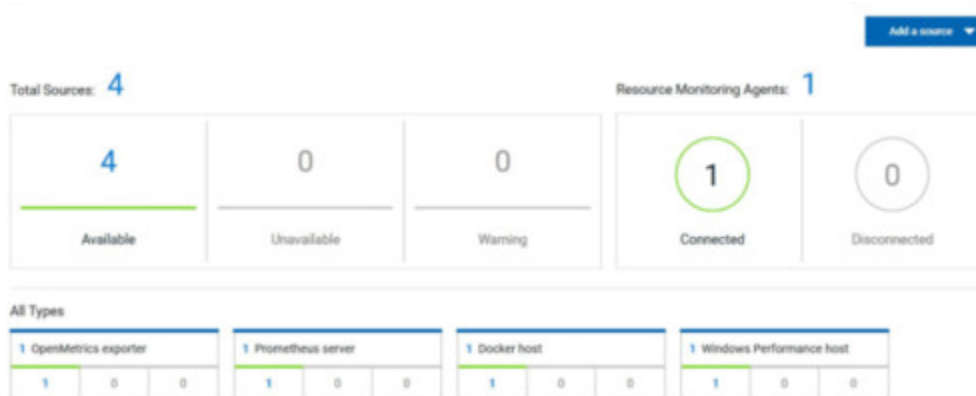 Add a source
Total Sources: 4
Resource Monitoring Agents: 1
4
0
0
1
0
Available
Unavailable
Warning
Connected
Disconnected
All Types
1 OpenMetrics exporter
1 Prometheus server
1 Docker host
1 Windows Performance host
1 0 0
1 0 0
1 0 0
1 0 0